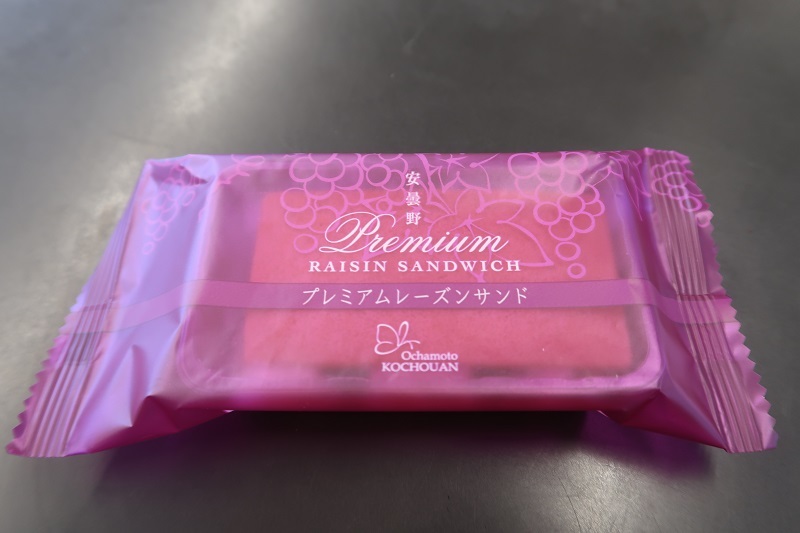 安曇野
Premium
RAISIN SANDWICH
プレミアムレーズンサンド
Ochamoto
KOCHOUAN